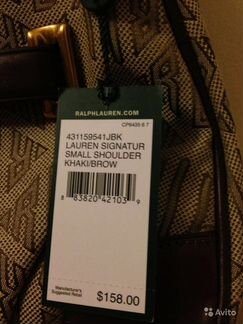 RALPHLAUREN.COM
CP8435 6.7
431159541JBK
LAUREN SIGNATUR
SMALL SHOULDER
KHAKI/BROW
8 83820 42103 9
Manufacturer's
Suggested Retail
$158.00
Avito